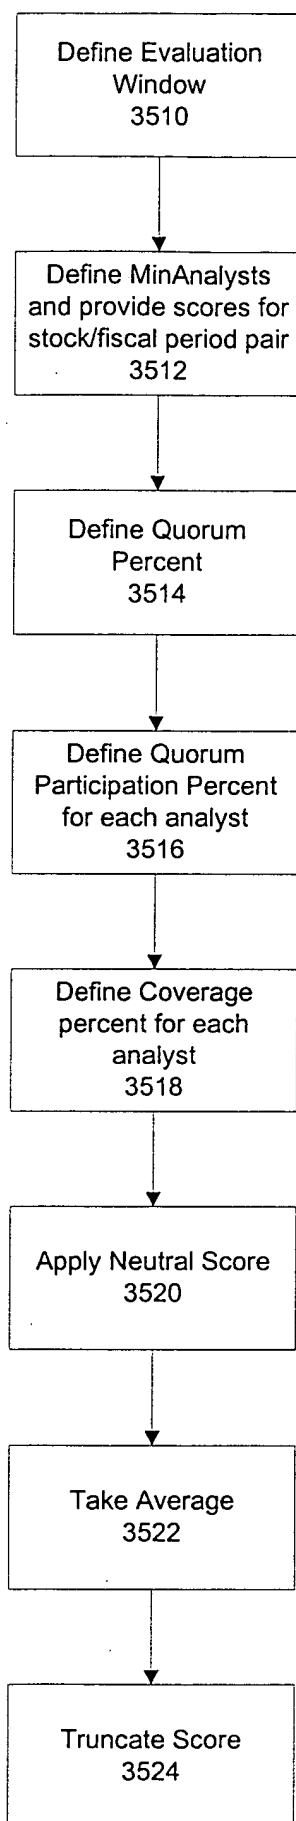 Define Evaluation
Window
3510
Define MinAnalysts
and provide scores for
stock/fiscal period pair
3512
Define Quorum
Percent
3514
Define Quorum
Participation Percent
for each analyst
3516
Define Coverage
percent for each
analyst
3518
Apply Neutral Score
3520
Take Average
3522
Truncate Score
3524